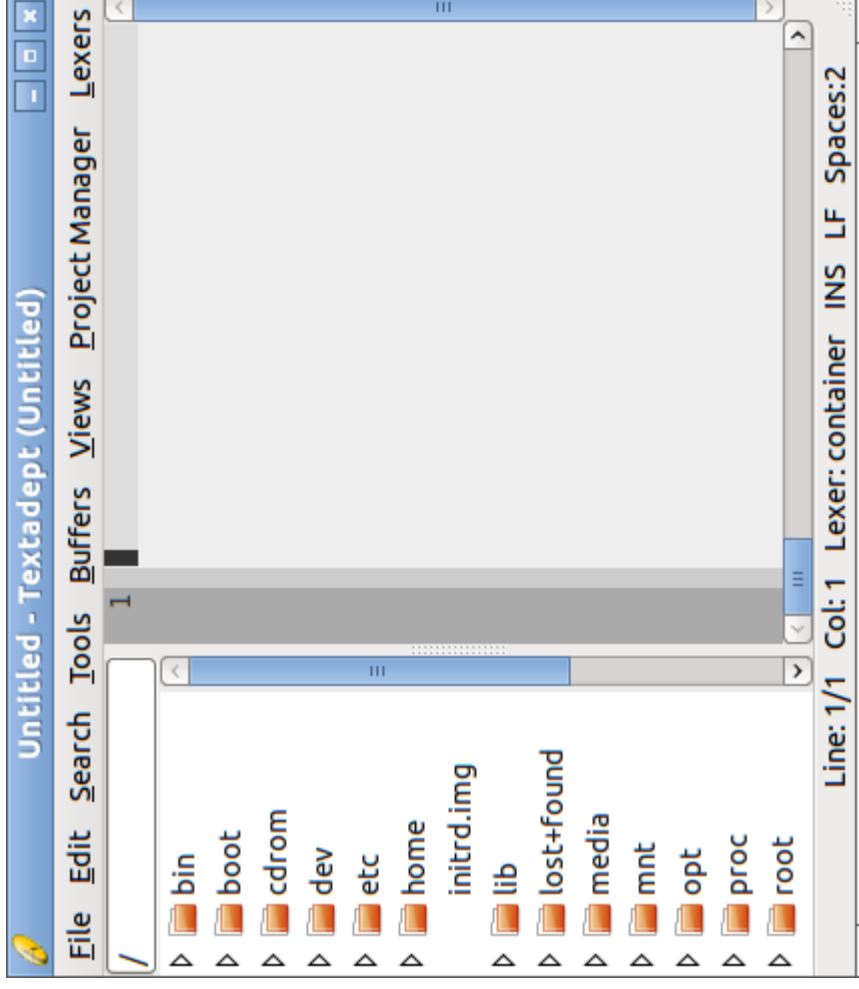 Untitled - Textadept (Untitled)
File Edit Search Tools Buffers Views Project Manager Lexers
/
bin
boot
cdrom
dev
etc
home
initrd.img
lib
lost+found
media
mnt
opt
proc
root
1
Line: 1/1 Col: 1 Lexer: container INS LF Spaces:2